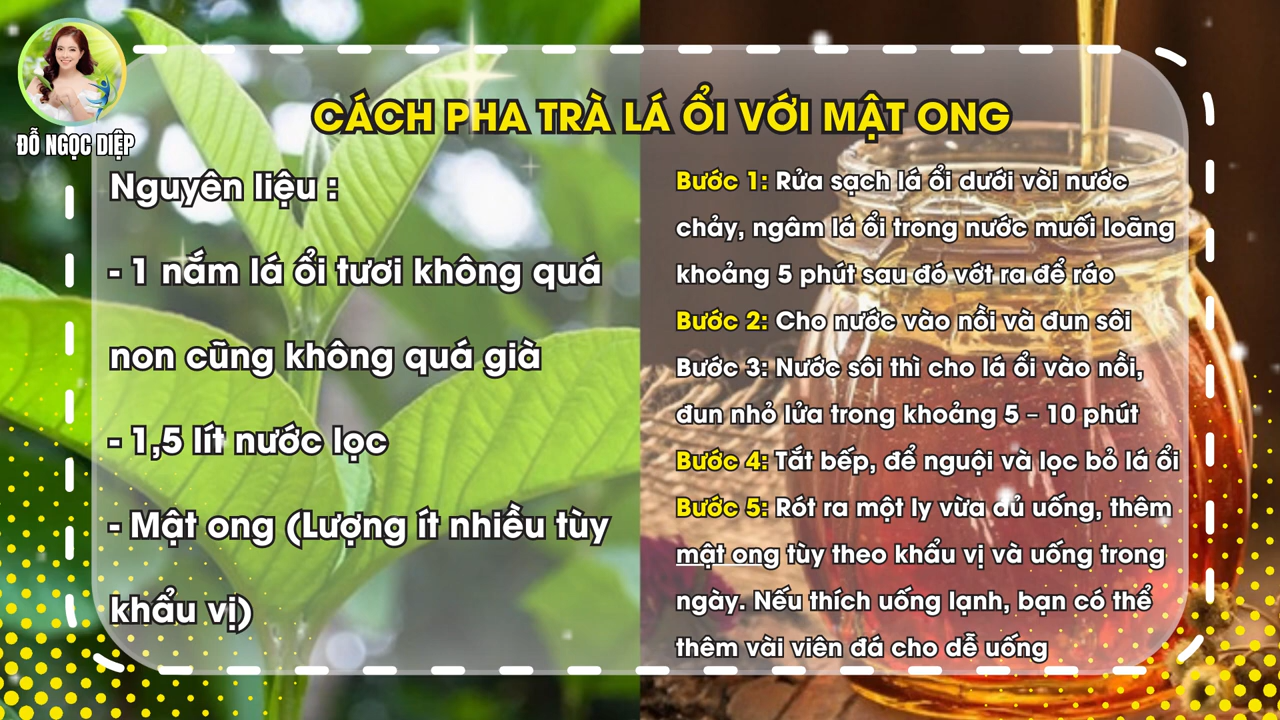 ĐỖ NGỌC DIỆP
CÁCH PHA TRÀ LÁ ỔI VỚI MẬT ONG
Nguyên liệu :
- 1 nắm lá ổi tươi không quá
non cũng không quá già
- 1,5 lít nước lọc
- Mật ong (Lượng ít nhiều tùy
khẩu vị)
Bước 1: Rửa sạch lá ổi dưới vòi nước
chảy, ngâm lá ổi trong nước muối loãng
khoảng 5 phút sau đó vớt ra để ráo
Bước 2: Cho nước vào nồi và đun sôi
Bước 3: Nước sôi thì cho lá ổi vào nồi,
đun nhỏ lửa trong khoảng 5 – 10 phút
Bước 4: Tắt bếp, để nguội và lọc bỏ lá ổi
Bước 5: Rót ra một ly vừa đủ uống, thêm
mật ong tùy theo khẩu vị và uống trong
ngày. Nếu thích uống lạnh, bạn có thể
thêm vài viên đá cho dễ uống